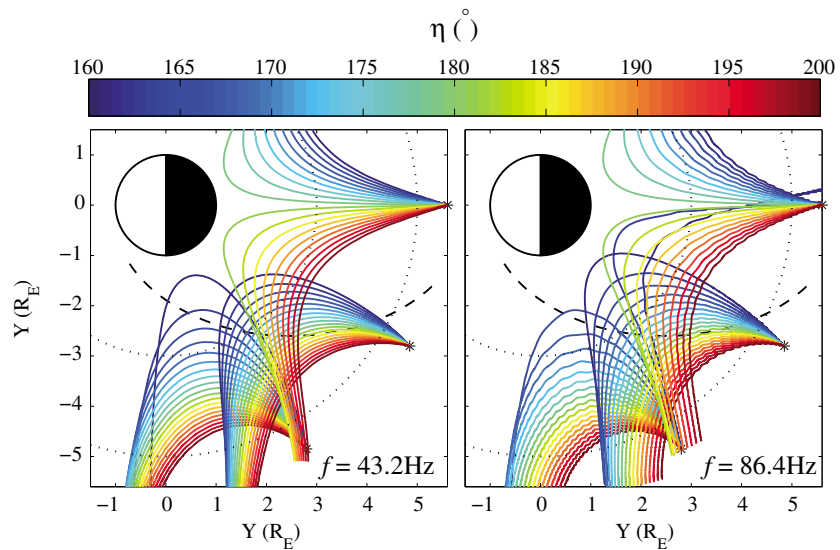 η (°)
160 165 170 175 180 185 190 195 200
1
0
−1
−2
−3
−4
−5
Y (R_E)
f = 43.2Hz
f = 86.4Hz
−1 0 1 2 3 4 5
−1 0 1 2 3 4 5
Y (R_E)
Y (R_E)